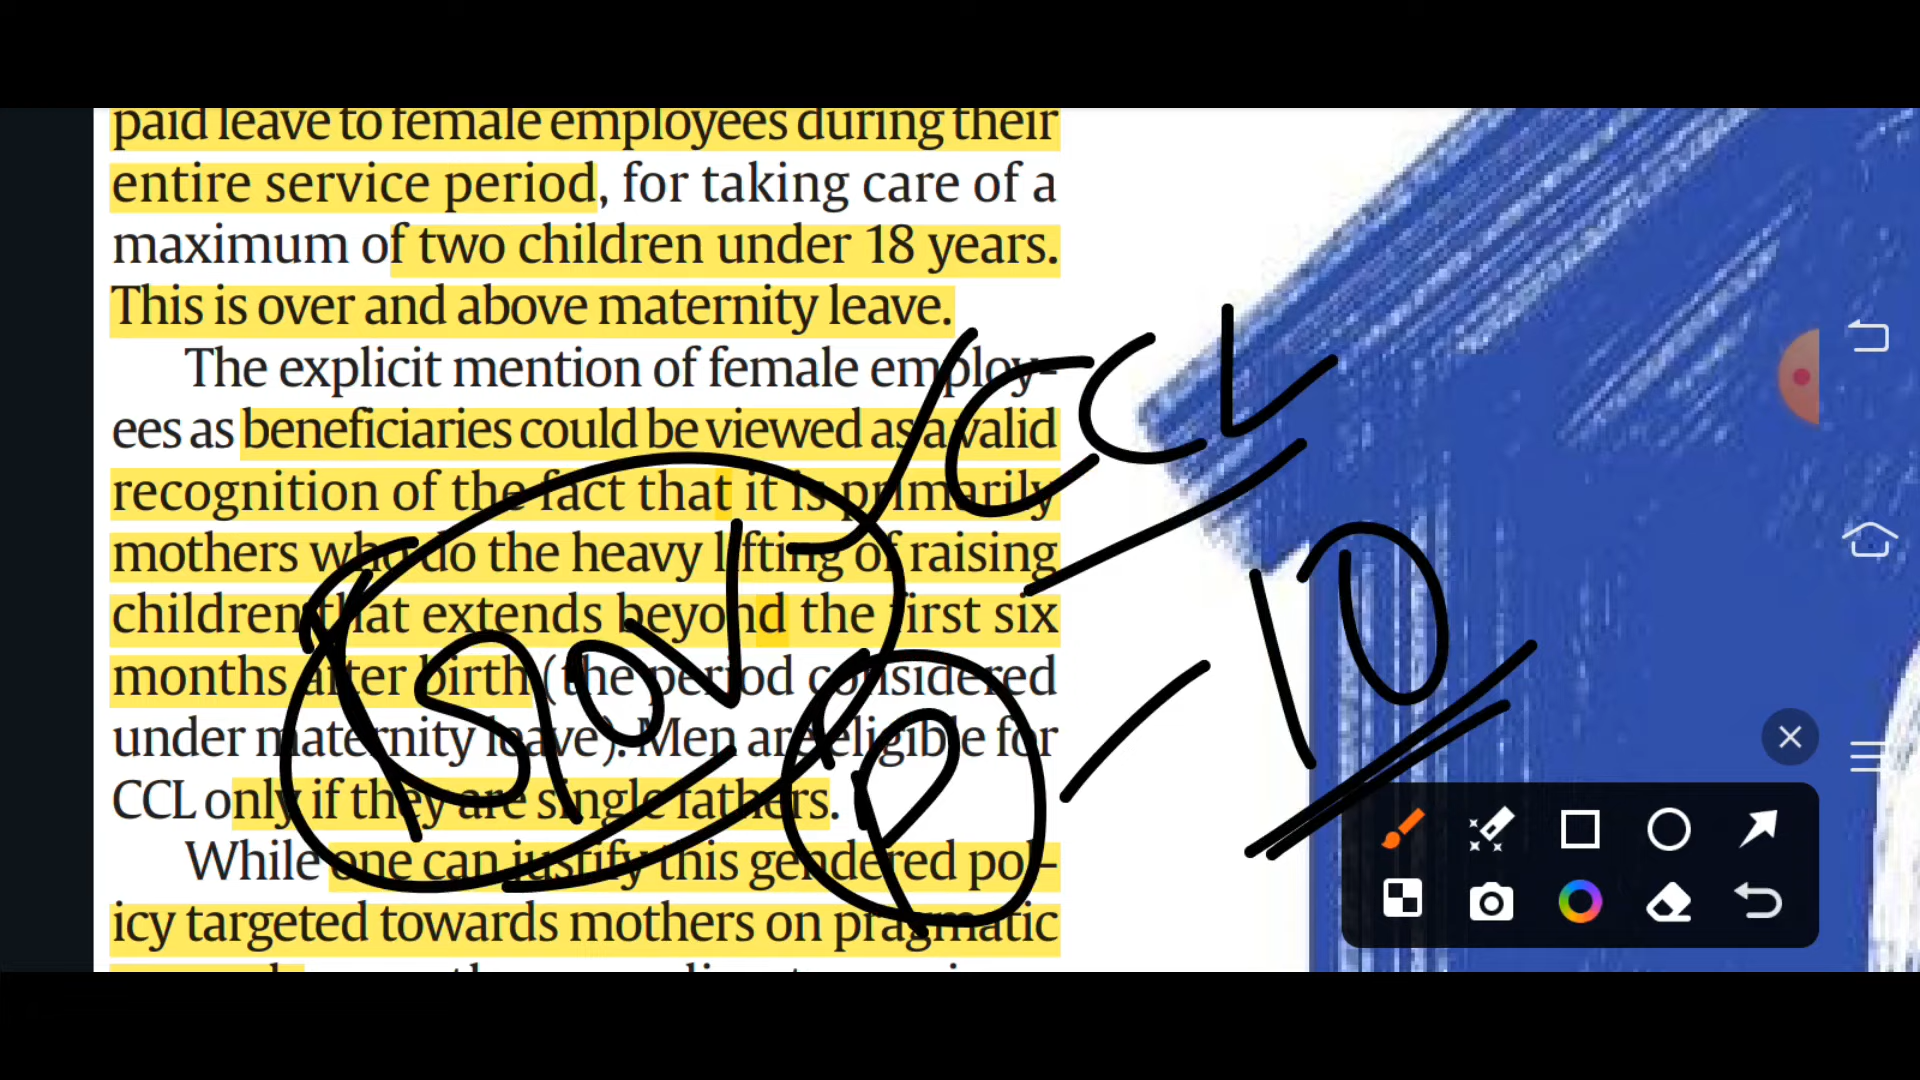 paid leave to female employees during their
entire service period, for taking care of a
maximum of two children under 18 years.
This is over and above maternity leave.
The explicit mention of female employ-
ees as beneficiaries could be viewed as a valid
recognition of the fact that it is primarily
mothers who do the heavy lifting of raising
children that extends beyond the first six
months after birth (the period considered
under maternity leave). Men are eligible for
CCL only if they are single fathers.
While one can justify this gendered pol-
icy targeted towards mothers on pragmatic
CCL
Govt
P
10